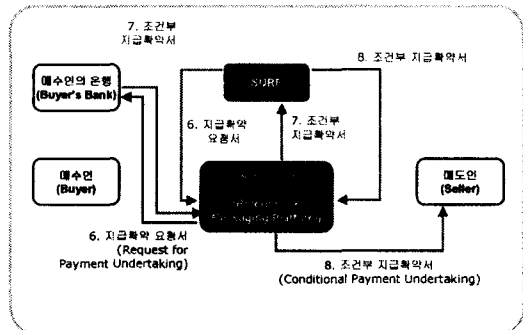 7. 조건부
지급확약서
8. 조건부 지급확약서
매수인의 은행
(Buyer's Bank)
SURF
6. 지급확약
요청서
7. 조건부
지급확약서
매수인
(Buyer)
매도인
(Seller)
Messaging Platform)
6. 지급확약 요청서
(Request for
Payment Undertaking)
8. 조건부 지급확약서
(Conditional Payment Undertaking)